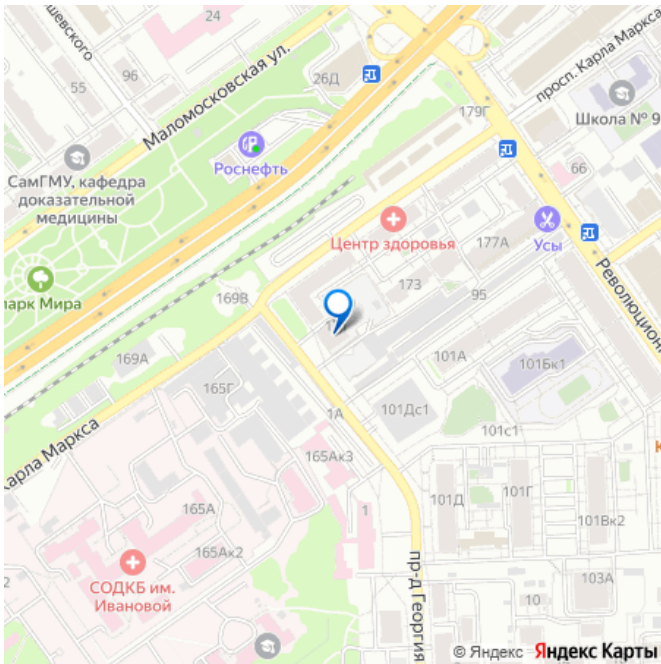 24
96
55
26Д
Маломосковская ул.
просп. Карла Маркса
179Г
Школа № 9
Роснефть
СамГМУ, кафедра
доказательной
медицины
66
Центр здоровья
177А
Усы
парк Мира
169В
173
95
Революцион
169А
101А
101Бк1
165Г
1А
101Дс1
101с1
Карла Маркса
165Ак3
101Д
101Г
165А
1
101Вк2
165Ак2
СОДКБ им.
Ивановой
пр-д Георгия
103А
10
© Яндекс Яндекс Карты